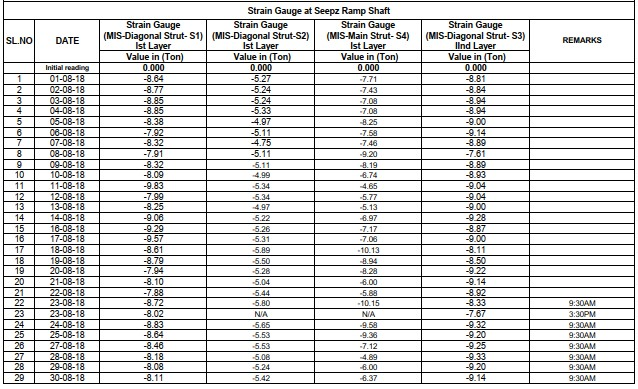 Strain Gauge at Seepz Ramp Shaft
SL.NO DATE Strain Gauge (MIS-Diagonal Strut- S1) Ist Layer Strain Gauge (MIS-Diagonal Strut-S2) Ist Layer Strain Gauge (MIS-Main Strut- S4) Ist Layer Strain Gauge (MIS-Diagonal Strut- S3) IInd Layer REMARKS
Value in (Ton) Value in (Ton) Value in (Ton) Value in (Ton)
Initial reading 0.000 0.000 0.000 0.000
1 01-08-18 -8.64 -5.27 -7.71 -8.81
2 02-08-18 -8.77 -5.24 -7.43 -8.84
3 03-08-18 -8.85 -5.24 -7.08 -8.94
4 04-08-18 -8.85 -5.33 -7.08 -8.94
5 05-08-18 -8.38 -4.97 -8.25 -9.00
6 06-08-18 -7.92 -5.11 -7.58 -9.14
7 07-08-18 -8.32 -4.75 -7.46 -8.89
8 08-08-18 -7.91 -5.11 -9.20 -7.61
9 09-08-18 -8.32 -5.11 -8.19 -8.89
10 10-08-18 -8.09 -4.99 -6.74 -8.93
11 11-08-18 -9.83 -5.34 -4.65 -9.04
12 12-08-18 -7.99 -5.34 -5.77 -9.04
13 13-08-18 -8.25 -4.97 -5.13 -9.00
14 14-08-18 -9.06 -5.22 -6.97 -9.28
15 16-08-18 -9.29 -5.26 -7.17 -8.87
16 17-08-18 -9.57 -5.31 -7.06 -9.00
17 18-08-18 -8.61 -5.89 -10.13 -8.11
18 19-08-18 -8.79 -5.50 -8.94 -8.50
19 20-08-18 -7.94 -5.28 -8.28 -9.22
20 21-08-18 -8.10 -5.04 -6.00 -9.14
21 22-08-18 -7.88 -5.44 -5.88 -8.92
22 23-08-18 -8.72 -5.80 -10.15 -8.33 9:30AM
23 23-08-18 -8.02 N/A N/A -7.67 3:30PM
24 24-08-18 -8.83 -5.65 -9.58 -9.32 9:30AM
25 25-08-18 -8.64 -5.53 -9.36 -9.20 9:30AM
26 27-08-18 -8.46 -5.53 -7.12 -9.25 9:30AM
27 28-08-18 -8.18 -5.08 -4.89 -9.33 9:30AM
28 29-08-18 -8.08 -5.24 -6.00 -9.20 9:30AM
29 30-08-18 -8.11 -5.42 -6.37 -9.14 9:30AM